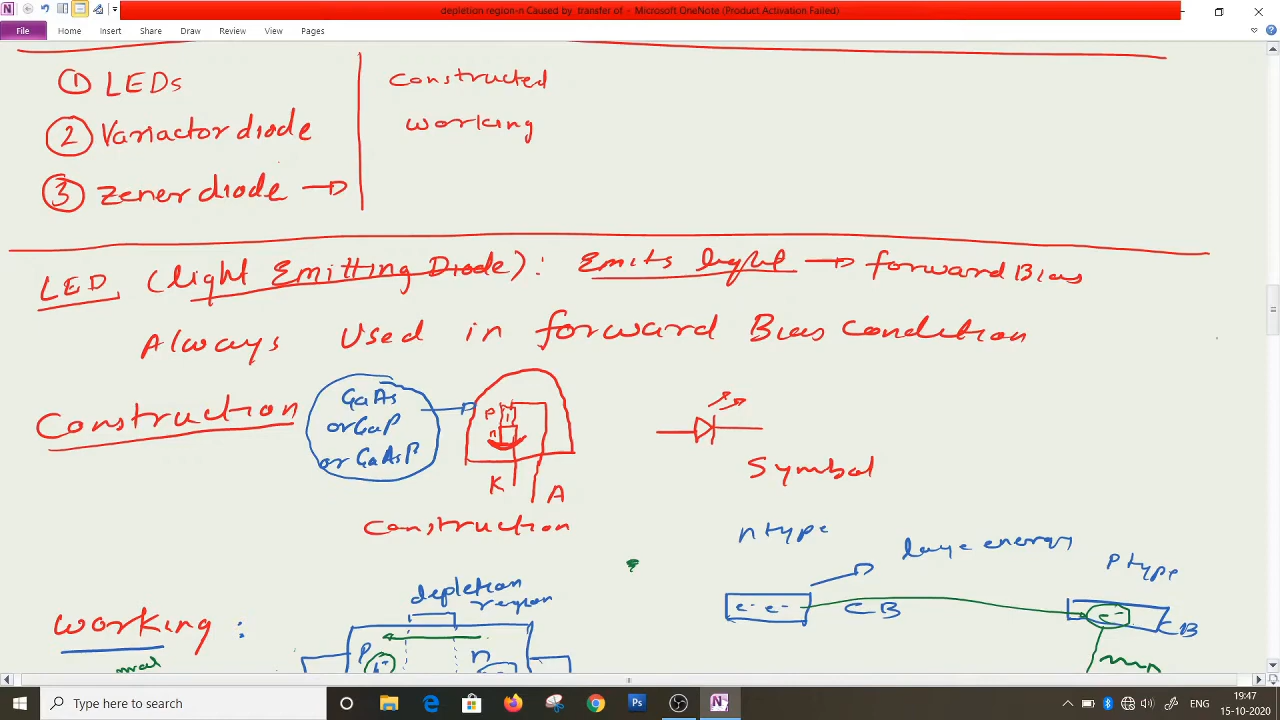 depletion region-n Caused by transfer of - Microsoft OneNote (Product Activation Failed)
File Home Insert Share Draw Review View Pages
① LEDs
② Variactor diode
③ zener diode →
constructed
working
LED (light Emitting Diode): Emits light → forward Bias
Always Used in forward Bias condition
Construction
GaAs
or GaP
or GaAsP
P
n
K
A
construction
Symbol
n type
large energy
P type
e- e-
CB
e-
CB
working :
depletion
region
P
n
Type here to search
ENG
19:47
15-10-2020